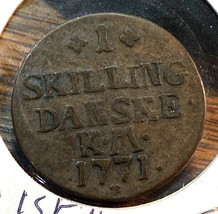 ✤ 1 ✤
SKILLING
DANSKE
K.M.
1771.